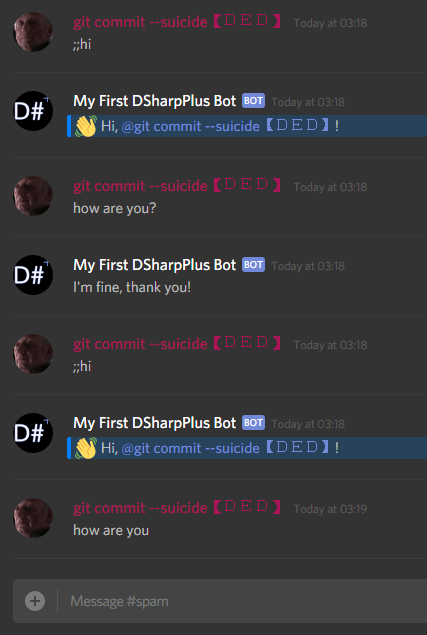 git commit --suicide【ＤＥＤ】 Today at 03:18
;;hi
D#+
My First DSharpPlus Bot BOT Today at 03:18
👋 Hi, @git commit --suicide【ＤＥＤ】!
git commit --suicide【ＤＥＤ】 Today at 03:18
how are you?
D#+
My First DSharpPlus Bot BOT Today at 03:18
I'm fine, thank you!
git commit --suicide【ＤＥＤ】 Today at 03:18
;;hi
D#+
My First DSharpPlus Bot BOT Today at 03:18
👋 Hi, @git commit --suicide【ＤＥＤ】!
git commit --suicide【ＤＥＤ】 Today at 03:19
how are you
Message #spam